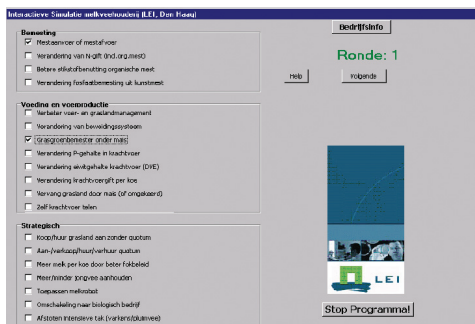 Interactieve Simulatie melkveehouderij (LEI, Den Haag)
Bemesting
Mestaanvoer of mestafvoer
Verandering van N-gift (incl.org.mest)
Betere stikstofbenutting organische mest
Verandering fosfaatbemesting uit kunstmest
Voeding en voerproductie
Verbeter voer- en graslandmanagement
Verandering van beweidingssysteem
Grasgroenbemester onder mais
Verandering P-gehalte in krachtvoer
Verandering eiwitgehalte krachtvoer (DVE)
Verandering krachtvoergift per koe
Vervang grasland door mais (of omgekeerd)
Zelf krachtvoer telen
Strategisch
Koop/huur grasland aan zonder quotum
Aan-/verkoop/huur/verhuur quotum
Meer melk per koe door beter fokbeleid
Meer/minder jongvee aanhouden
Toepassen melkrobot
Omschakeling naar biologisch bedrijf
Afstoten intensieve tak (varkens/pluimvee)
Bedrijfsinfo
Ronde: 1
Help
Volgende
LEI
Stop Programma!